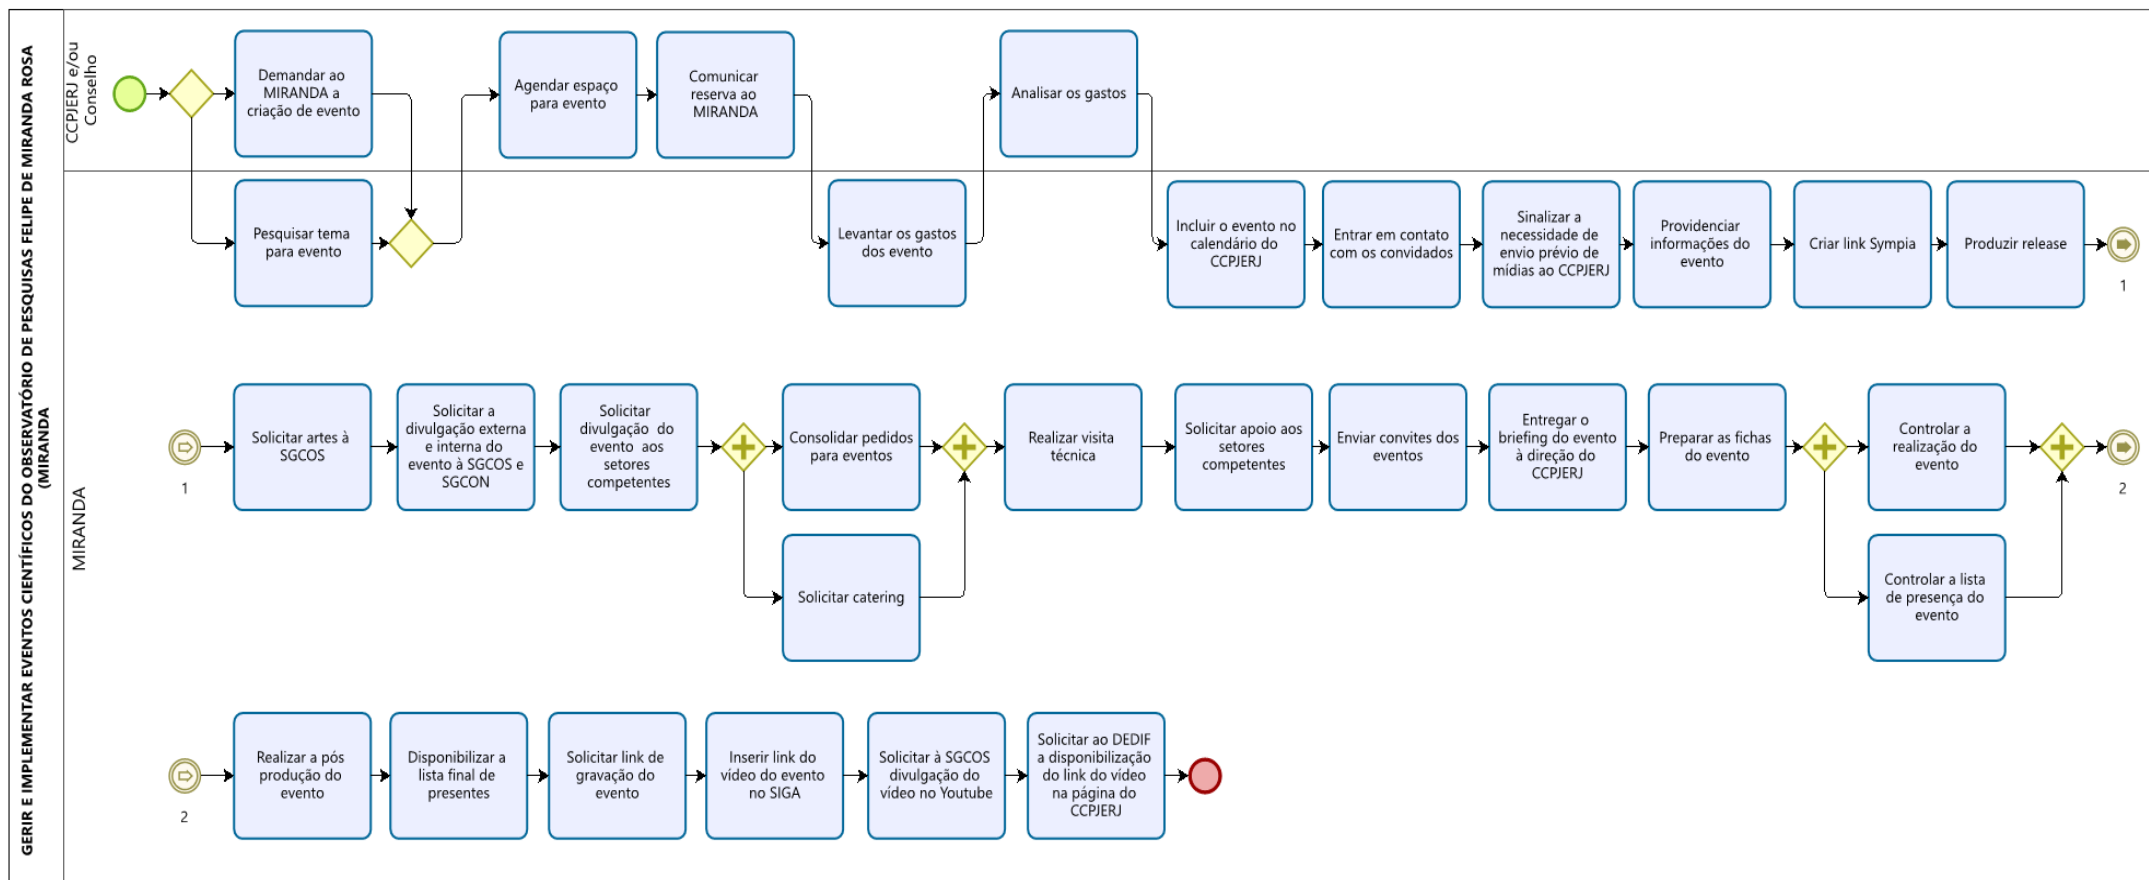 GERIR E IMPLEMENTAR EVENTOS CIENTÍFICOS DO OBSERVATÓRIO DE PESQUISAS FELIPE DE MIRANDA ROSA
(MIRANDA
CCPJERJ e/ou
Conselho
Demandar ao
MIRANDA a
criação de evento
Agendar espaço
para evento
Comunicar
reserva ao
MIRANDA
Analisar os gastos
MIRANDA
Pesquisar tema
para evento
Levantar os gastos
dos evento
Incluir o evento no
calendário do
CCPJERJ
Entrar em contato
com os convidados
Sinalizar a
necessidade de
envio prévio de
mídias ao CCPJERJ
Providenciar
informações do
evento
Criar link Sympia
Produzir release
1
1
Solicitar artes à
SGCOS
Solicitar a
divulgação externa
e interna do
evento à SGCOS e
SGCON
Solicitar
divulgação do
evento aos
setores
competentes
Consolidar pedidos
para eventos
Solicitar catering
Realizar visita
técnica
Solicitar apoio aos
setores
competentes
Enviar convites dos
eventos
Entregar o
briefing do evento
à direção do
CCPJERJ
Preparar as fichas
do evento
Controlar a
realização do
evento
Controlar a lista
de presença do
evento
2
2
Realizar a pós
produção do
evento
Disponibilizar a
lista final de
presentes
Solicitar link de
gravação do
evento
Inserir link do
vídeo do evento
no SIGA
Solicitar à SGCOS
divulgação do
vídeo no Youtube
Solicitar ao DEDIF
a disponibilização
do link do vídeo
na página do
CCPJERJ